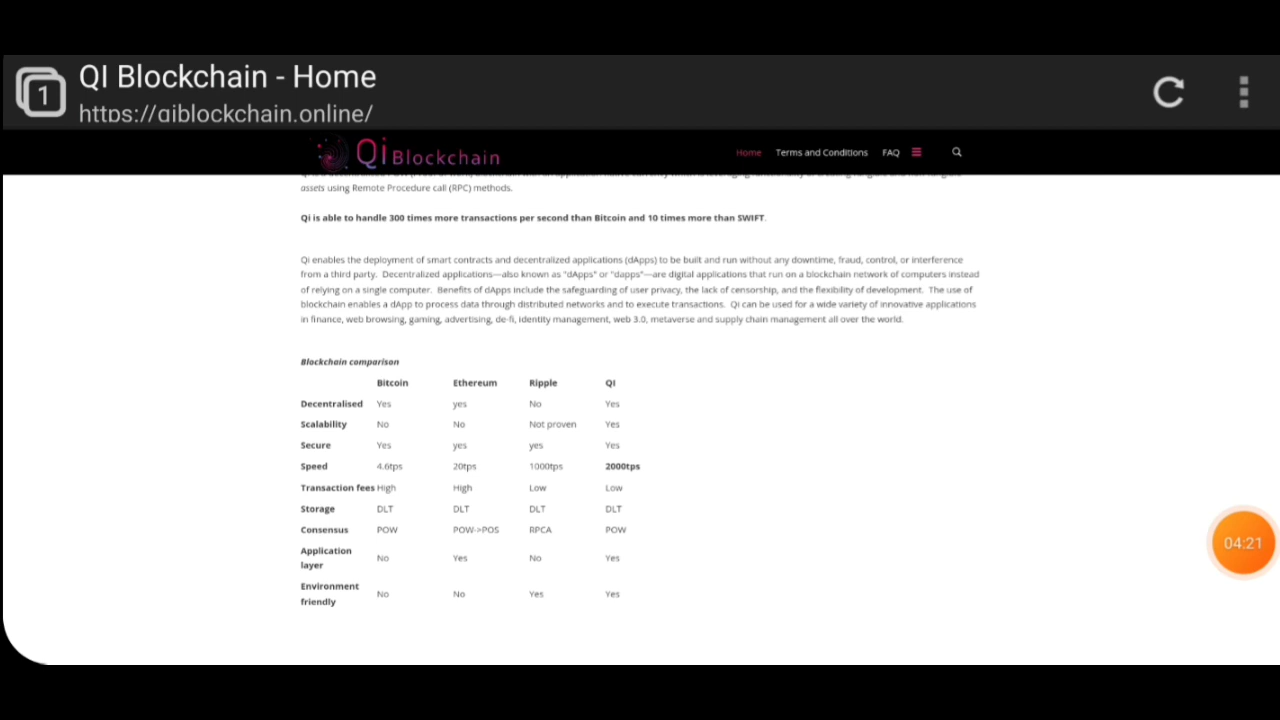 1
QI Blockchain - Home
https://qiblockchain.online/
Qi Blockchain
Home Terms and Conditions FAQ
assets using Remote Procedure call (RPC) methods.
Qi is able to handle 300 times more transactions per second than Bitcoin and 10 times more than SWIFT.
Qi enables the deployment of smart contracts and decentralized applications (dApps) to be built and run without any downtime, fraud, control, or interference
from a third party. Decentralized applications—also known as "dApps" or "dapps"—are digital applications that run on a blockchain network of computers instead
of relying on a single computer. Benefits of dApps include the safeguarding of user privacy, the lack of censorship, and the flexibility of development. The use of
blockchain enables a dApp to process data through distributed networks and to execute transactions. Qi can be used for a wide variety of innovative applications
in finance, web browsing, gaming, advertising, de-fi, identity management, web 3.0, metaverse and supply chain management all over the world.
Blockchain comparison
Bitcoin Ethereum Ripple QI
Decentralised Yes yes No Yes
Scalability No No Not proven Yes
Secure Yes yes yes Yes
Speed 4.6tps 20tps 1000tps 2000tps
Transaction fees High High Low Low
Storage DLT DLT DLT DLT
Consensus POW POW->POS RPCA POW
Application
layer No Yes No Yes
Environment
friendly No No Yes Yes
04:21